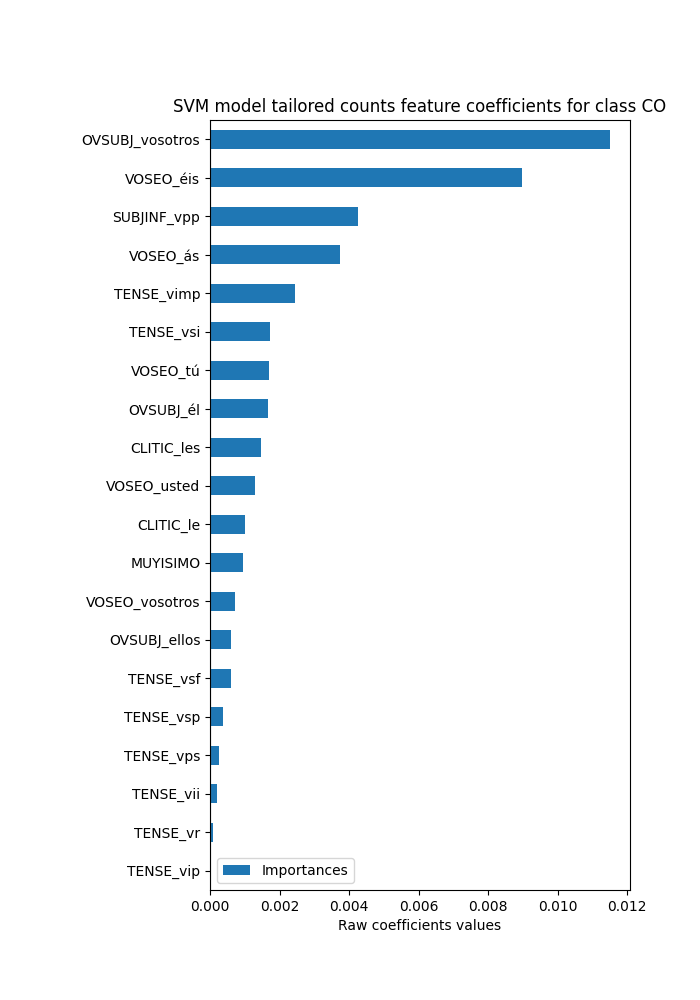 SVM model tailored counts feature coefficients for class CO
OVSUBJ_vosotros
VOSEO_éis
SUBJINF_vpp
VOSEO_ás
TENSE_vimp
TENSE_vsi
VOSEO_tú
OVSUBJ_él
CLITIC_les
VOSEO_usted
CLITIC_le
MUYISIMO
VOSEO_vosotros
OVSUBJ_ellos
TENSE_vsf
TENSE_vsp
TENSE_vps
TENSE_vii
TENSE_vr
TENSE_vip
Importances
0.000 0.002 0.004 0.006 0.008 0.010 0.012
Raw coefficients values